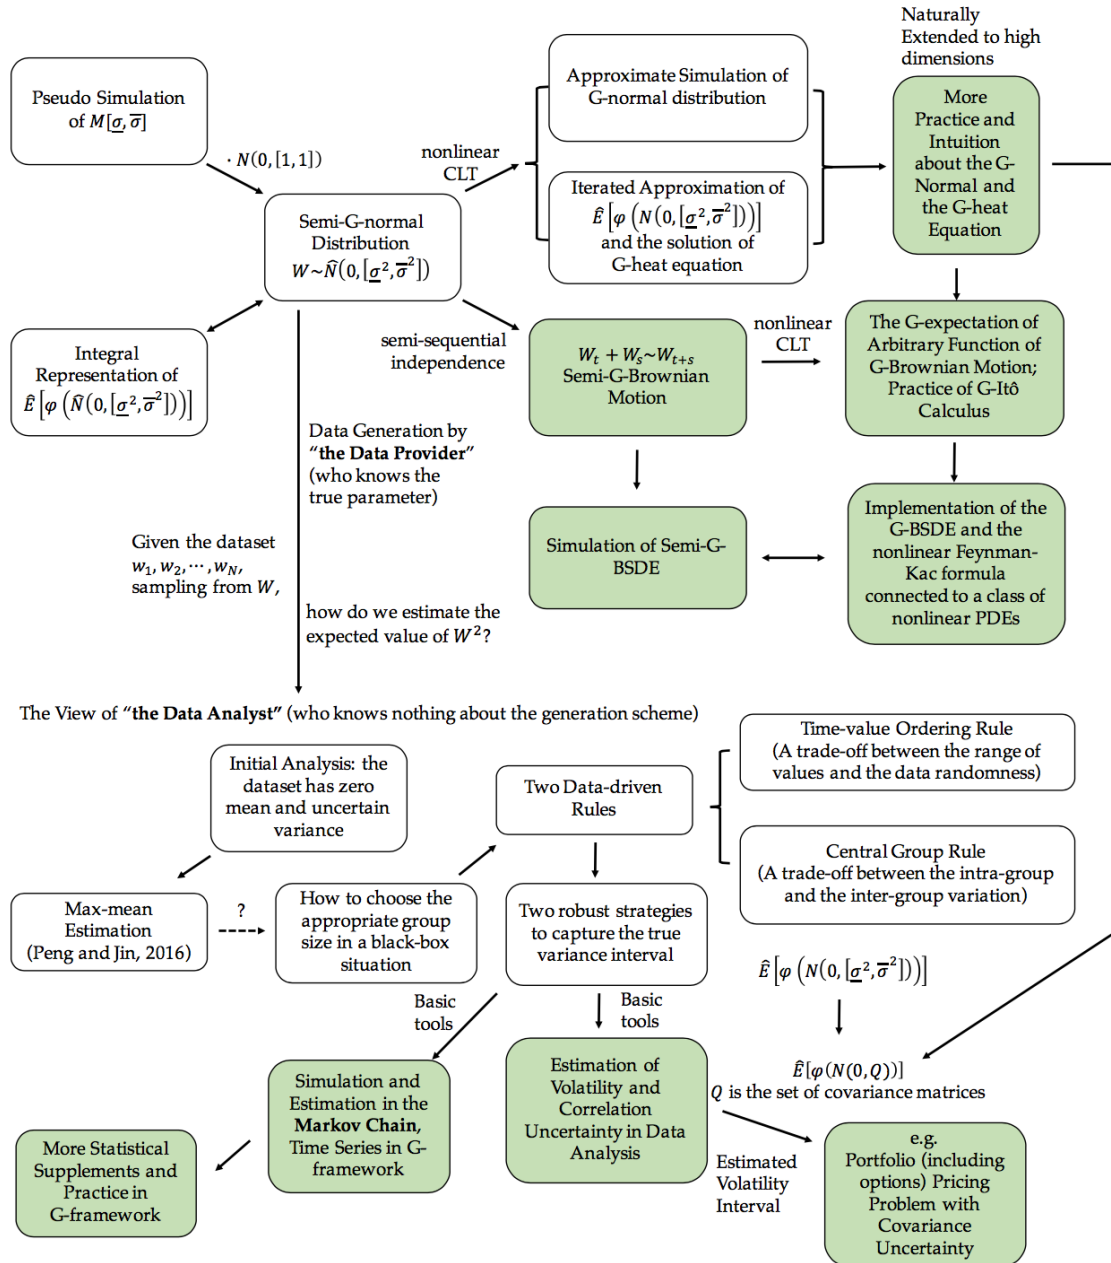 Naturally
Extended to high
dimensions
Pseudo Simulation
of M[σ̲, σ̅]
· N(0, [1, 1])
Approximate Simulation of
G-normal distribution
nonlinear
CLT
Iterated Approximation of
Ê[φ(N(0, [σ̲², σ̅²]))]
and the solution of
G-heat equation
More
Practice and
Intuition
about the G-
Normal and
the G-heat
Equation
Semi-G-normal
Distribution
W~N̂(0, [σ̲², σ̅²])
Integral
Representation of
Ê[φ(N̂(0, [σ̲², σ̅²]))]
semi-sequential
independence
W_t + W_s~W_{t+s}
Semi-G-Brownian
Motion
nonlinear
CLT
The G-expectation of
Arbitrary Function of
G-Brownian Motion;
Practice of G-Itô
Calculus
Data Generation by
“the Data Provider”
(who knows the
true parameter)
Given the dataset
w₁, w₂, ⋯, w_N,
sampling from W,
how do we estimate the
expected value of W²?
Simulation of Semi-G-
BSDE
Implementation of the
G-BSDE and the
nonlinear Feynman-
Kac formula
connected to a class of
nonlinear PDEs
The View of “the Data Analyst” (who knows nothing about the generation scheme)
Initial Analysis: the
dataset has zero
mean and uncertain
variance
Two Data-driven
Rules
Time-value Ordering Rule
(A trade-off between the range of
values and the data randomness)
Central Group Rule
(A trade-off between the intra-group
and the inter-group variation)
Max-mean
Estimation
(Peng and Jin, 2016)
?
How to choose the
appropriate group
size in a black-box
situation
Two robust strategies
to capture the true
variance interval
Basic
tools
Basic
tools
Ê[φ(N(0, [σ̲², σ̅²]))]
Ê[φ(N(0, Q))]
Q is the set of covariance matrices
Simulation and
Estimation in the
Markov Chain,
Time Series in G-
framework
Estimation of
Volatility and
Correlation
Uncertainty in Data
Analysis
More Statistical
Supplements and
Practice in
G-framework
Estimated
Volatility
Interval
e.g.
Portfolio (including
options) Pricing
Problem with
Covariance
Uncertainty